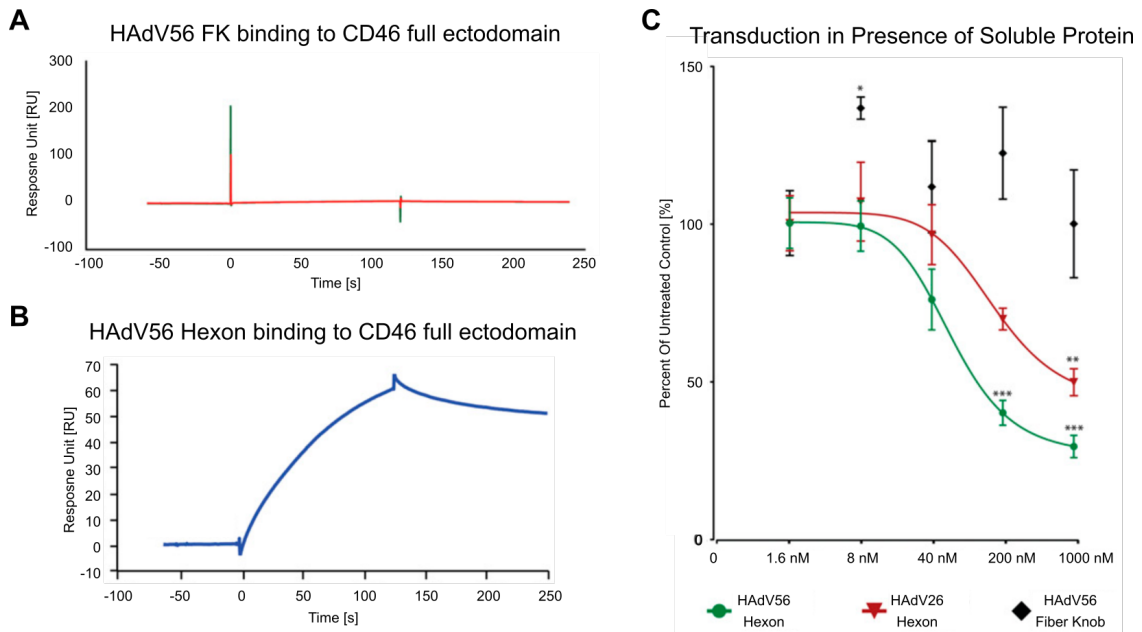 A
HAdV56 FK binding to CD46 full ectodomain
300
200
100
0
-100
Resposne Unit [RU]
-100 -50 0 50 100 150 200 250
Time [s]
B
HAdV56 Hexon binding to CD46 full ectodomain
70
60
50
40
30
20
10
0
-10
Resposne Unit [RU]
-100 -50 0 50 100 150 200 250
Time [s]
C
Transduction in Presence of Soluble Protein
150
100
50
0
Percent Of Untreated Control [%]
*
**
***
***
0 1.6 nM 8 nM 40 nM 200 nM 1000 nM
HAdV56
Hexon
HAdV26
Hexon
HAdV56
Fiber Knob